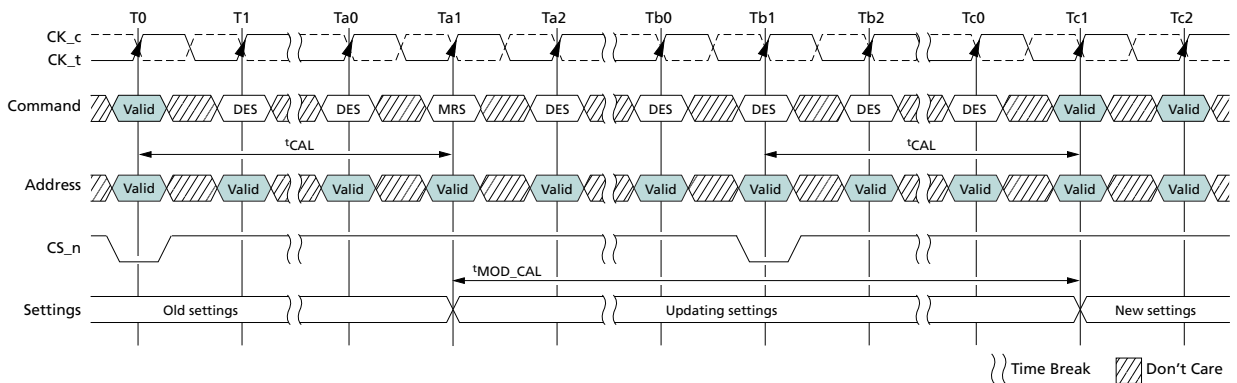 T0 T1 Ta0 Ta1 Ta2 Tb0 Tb1 Tb2 Tc0 Tc1 Tc2
CK_c
CK_t
Command Valid DES DES MRS DES DES DES DES DES Valid Valid
tCAL tCAL
Address Valid Valid Valid Valid Valid Valid Valid Valid Valid Valid Valid
CS_n
tMOD_CAL
Settings Old settings Updating settings New settings
Time Break Don't Care